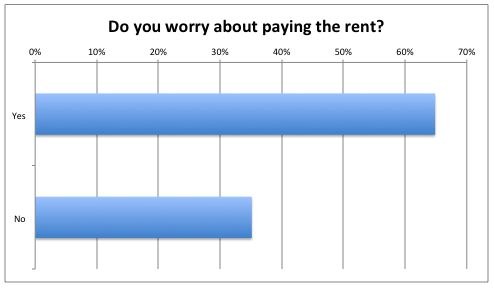 Do you worry about paying the rent?
0% 10% 20% 30% 40% 50% 60% 70%
Yes
No